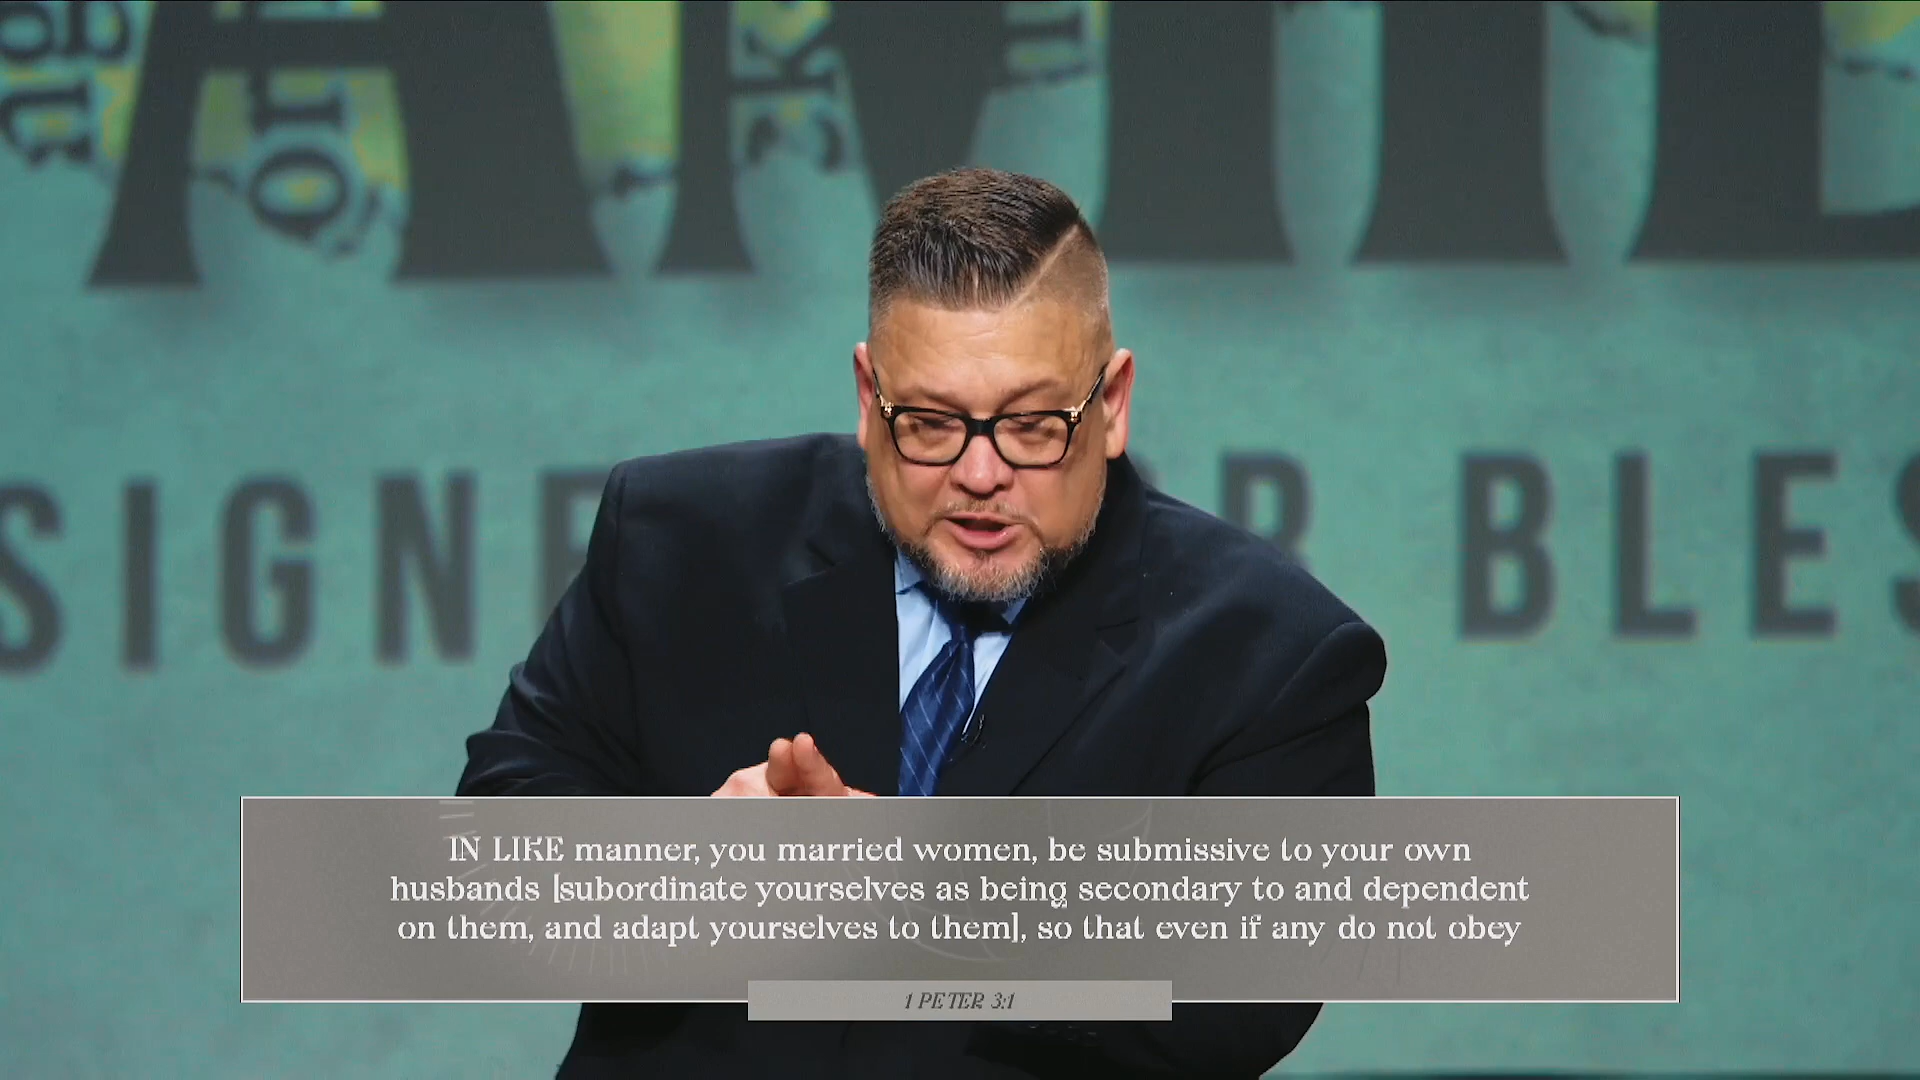 SIGNE R BLES
IN LIKE manner, you married women, be submissive to your own
husbands [subordinate yourselves as being secondary to and dependent
on them, and adapt yourselves to them], so that even if any do not obey
1 PETER 3:1